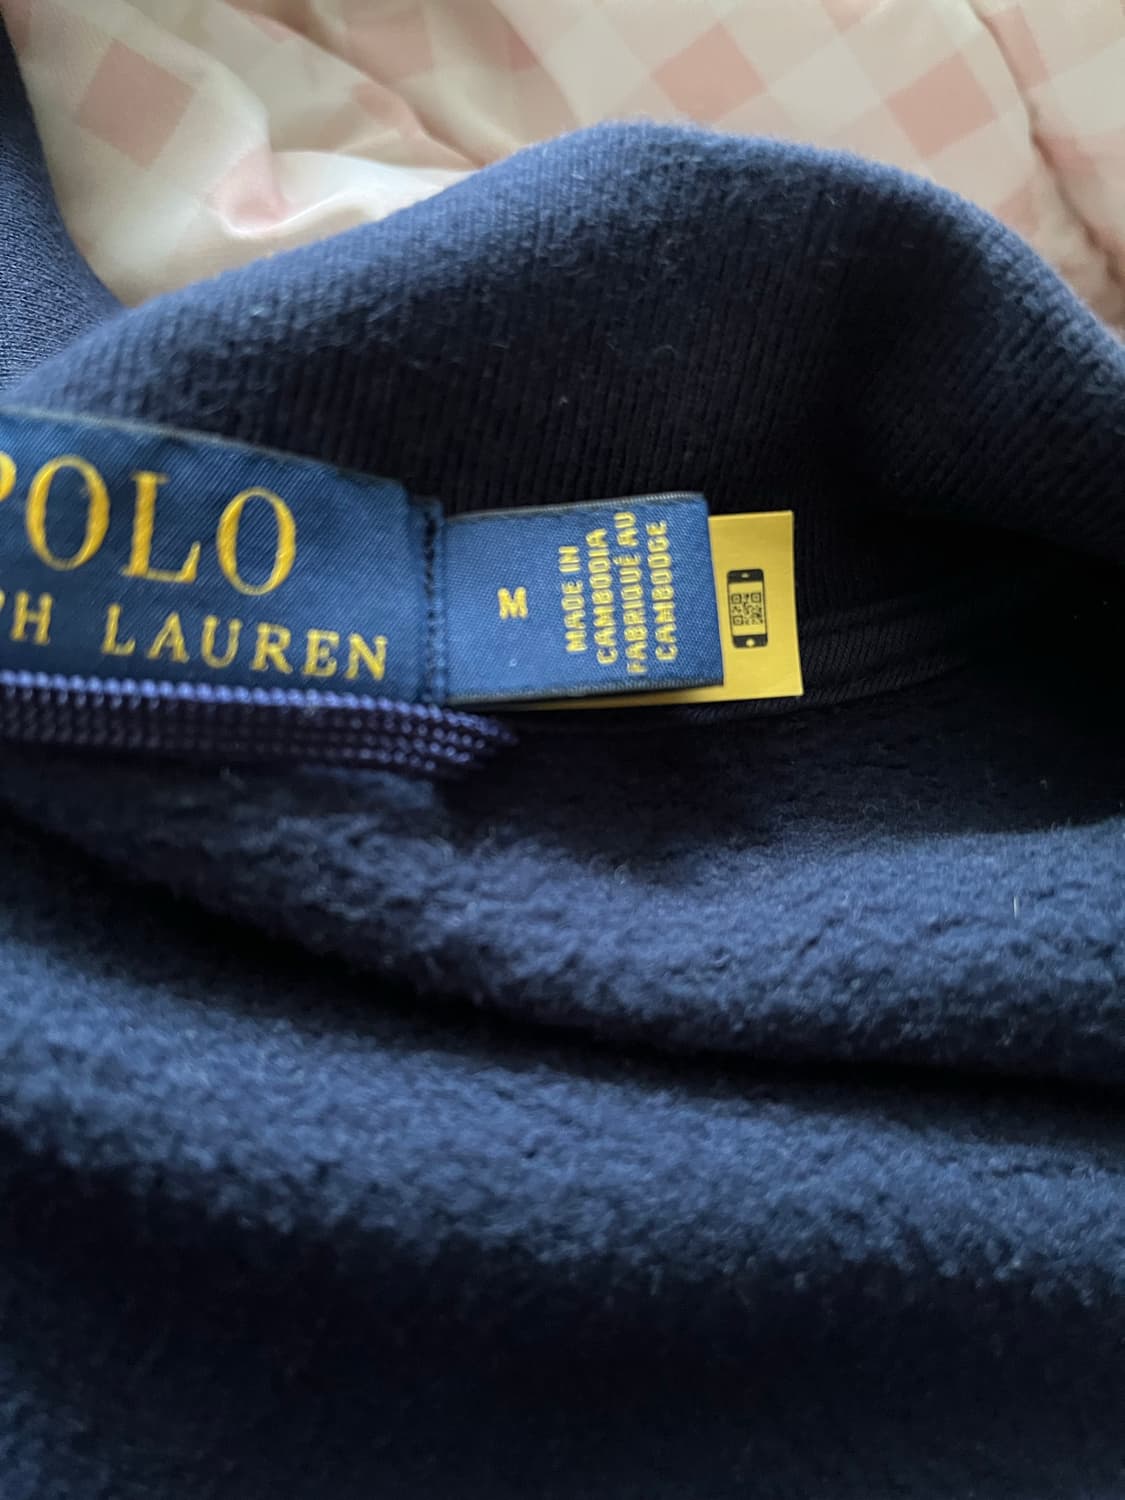 POLO
PH LAUREN
M
MADE IN
CAMBODIA
FABRIQUÉ AU
CAMBODGE